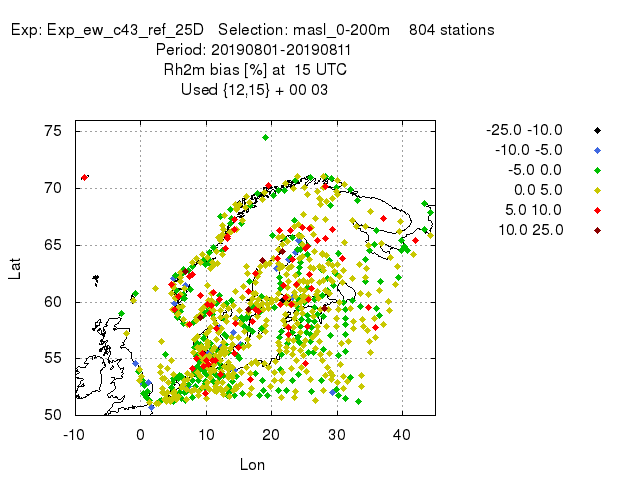 Exp: Exp_ew_c43_ref_25D   Selection: masl_0-200m    804 stations
Period: 20190801-20190811
Rh2m bias [%] at  15 UTC
Used {12,15} + 00 03
-25.0 -10.0
-10.0 -5.0
-5.0 0.0
0.0 5.0
5.0 10.0
10.0 25.0
75
70
65
60
55
50
Lat
-10 0 10 20 30 40
Lon